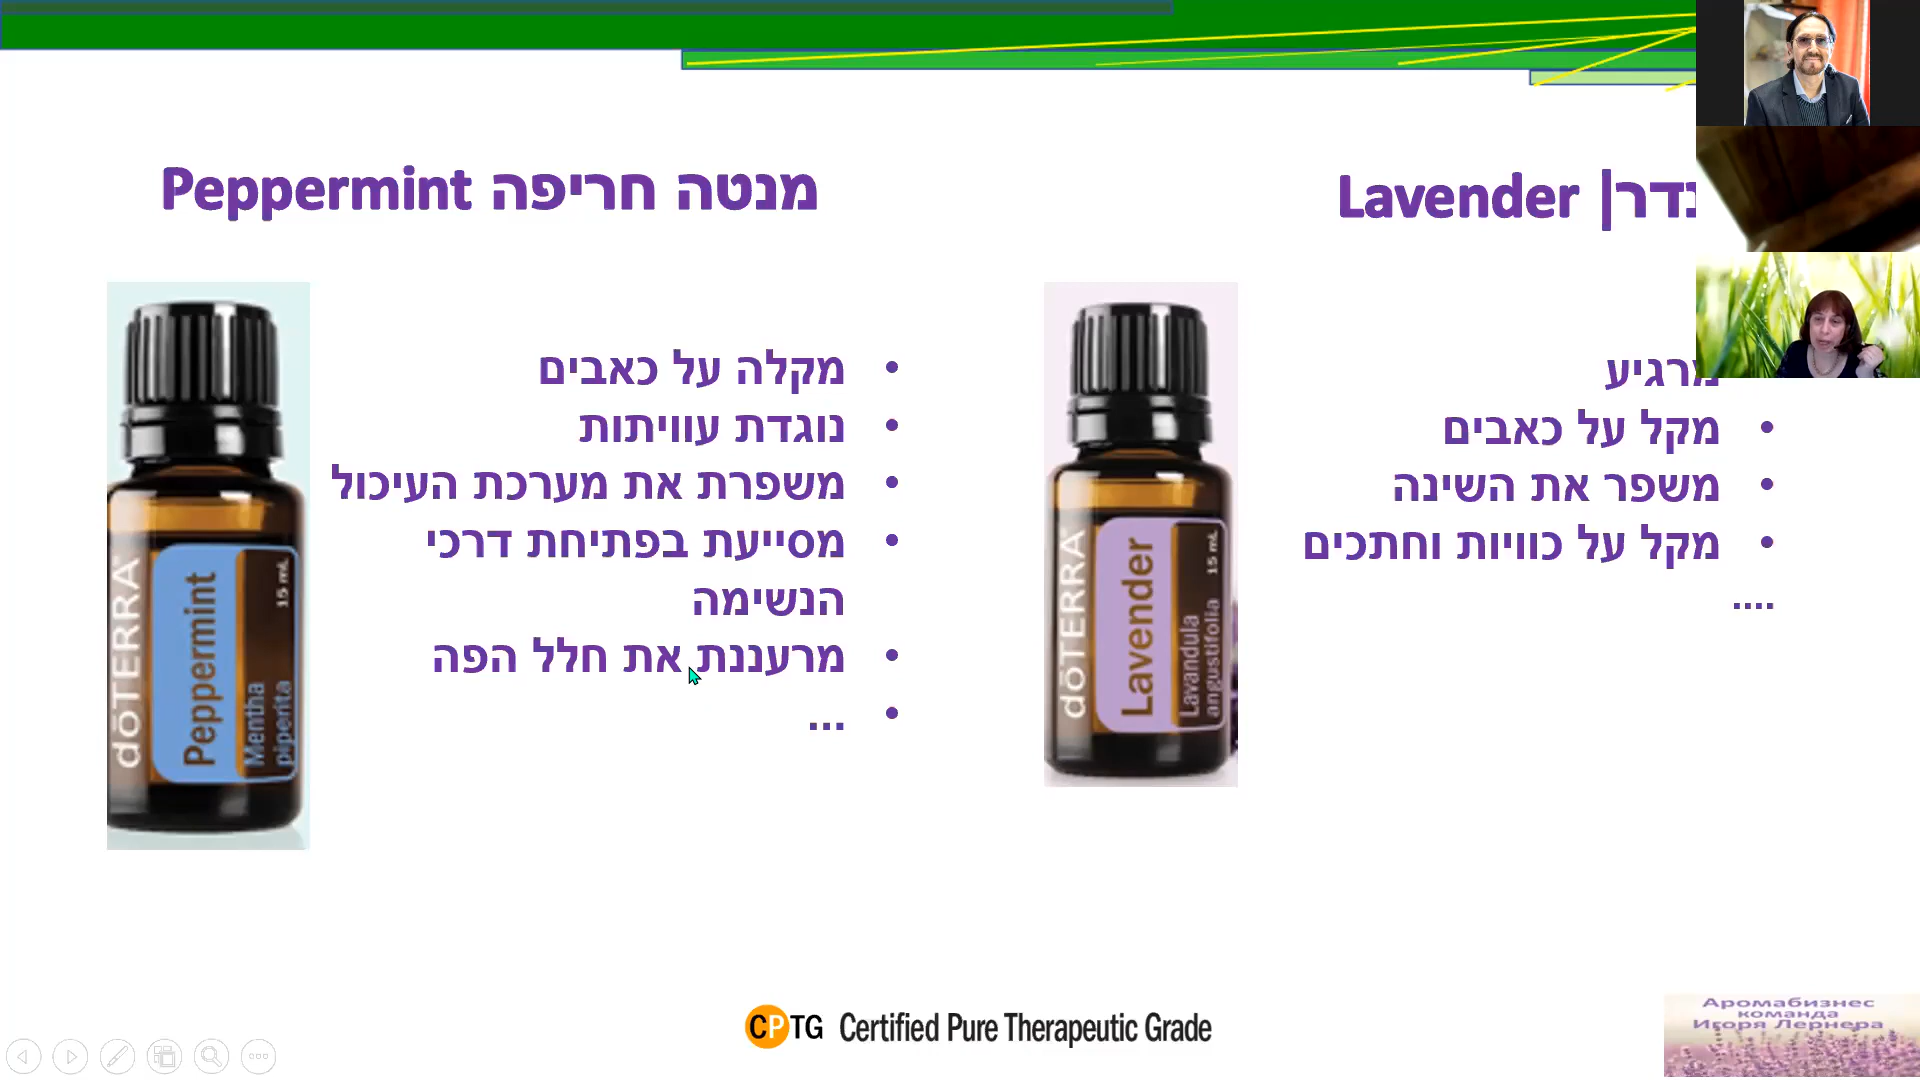 מנטה חריפה Peppermint
נדר| Lavender
מקלה על כאבים
נוגדת עוויתות
משפרת את מערכת העיכול
מסייעת בפתיחת דרכי
הנשימה
מרעננת את חלל הפה
...
dōTERRA
Peppermint
Mentha
piperita
15 mL
מרגיע
מקל על כאבים
משפר את השינה
מקל על כוויות וחתכים
....
dōTERRA
Lavender
Lavandula
angustifolia
15 mL
CPTG Certified Pure Therapeutic Grade
Аромабизнес
команда
Игоря Лернера